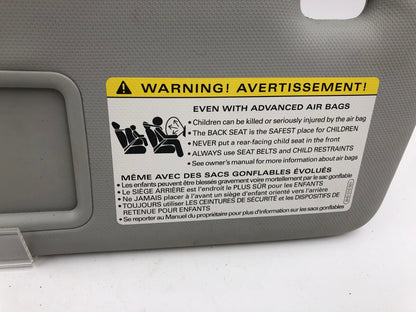 WARNING! AVERTISSEMENT!
EVEN WITH ADVANCED AIR BAGS
• Children can be killed or seriously injured by the air bag
• The BACK SEAT is the SAFEST place for CHILDREN
• NEVER put a rear-facing child seat in the front
• ALWAYS use SEAT BELTS and CHILD RESTRAINTS
• See owner's manual for more information about air bags
MÊME AVEC DES SACS GONFLABLES ÉVOLUÉS
• Les enfants peuvent être blessés gravement voire mortellement par le sac gonflable
• Le SIÈGE ARRIÈRE est l'endroit le PLUS SÛR pour les ENFANTS
• Ne JAMAIS placer à l'avant un siège d'enfant orienté vers l'arrière
• TOUJOURS utiliser LES CEINTURES DE SÉCURITÉ et les DISPOSITIFS DE
RETENUE POUR ENFANTS
• Se reporter au Manuel du propriétaire pour plus d'information sur les sacs gonflables